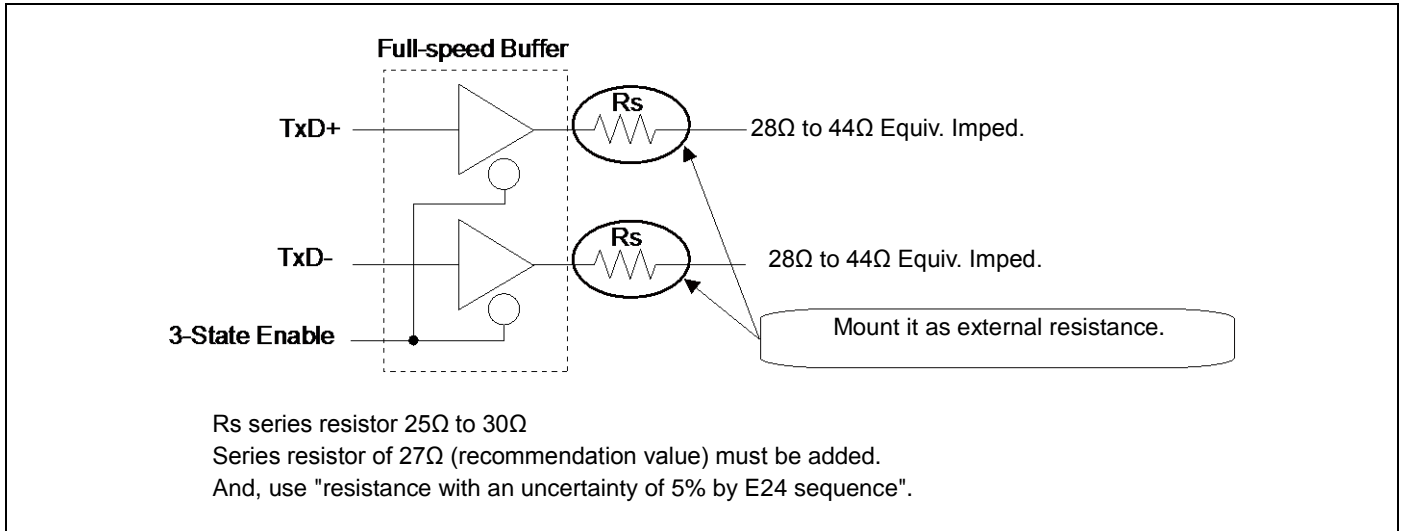 Full-speed Buffer
Rs
TxD+
28Ω to 44Ω Equiv. Imped.
Rs
TxD-
28Ω to 44Ω Equiv. Imped.
3-State Enable
Mount it as external resistance.
Rs series resistor 25Ω to 30Ω
Series resistor of 27Ω (recommendation value) must be added.
And, use "resistance with an uncertainty of 5% by E24 sequence".